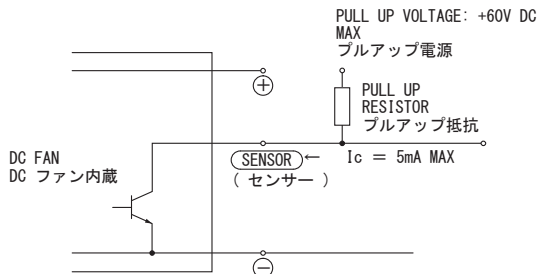 PULL UP VOLTAGE: +60V DC
MAX
プルアップ電源
+
PULL UP
RESISTOR
プルアップ抵抗
DC FAN
DC ファン内蔵
SENSOR ← Ic = 5mA MAX
( センサー )
−